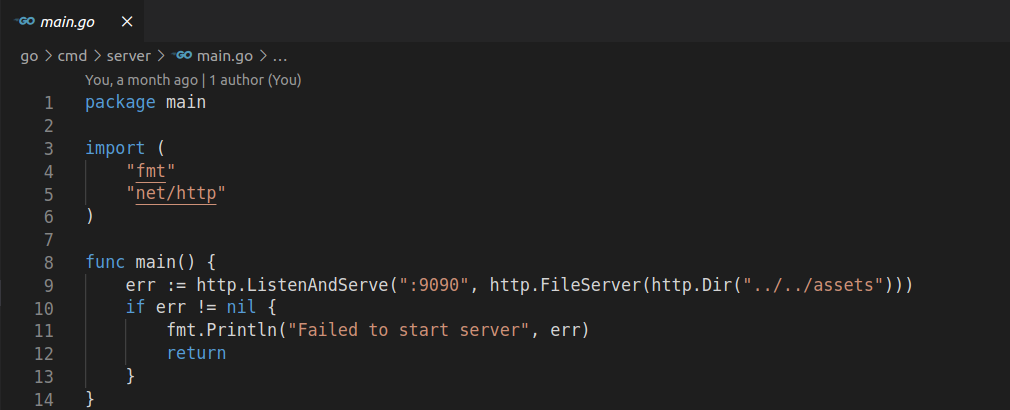 GO main.go ×
go > cmd > server > GO main.go > ...
You, a month ago | 1 author (You)
1 package main
2
3 import (
4     "fmt"
5     "net/http"
6 )
7
8 func main() {
9     err := http.ListenAndServe(":9090", http.FileServer(http.Dir("../../assets")))
10     if err != nil {
11         fmt.Println("Failed to start server", err)
12         return
13     }
14 }